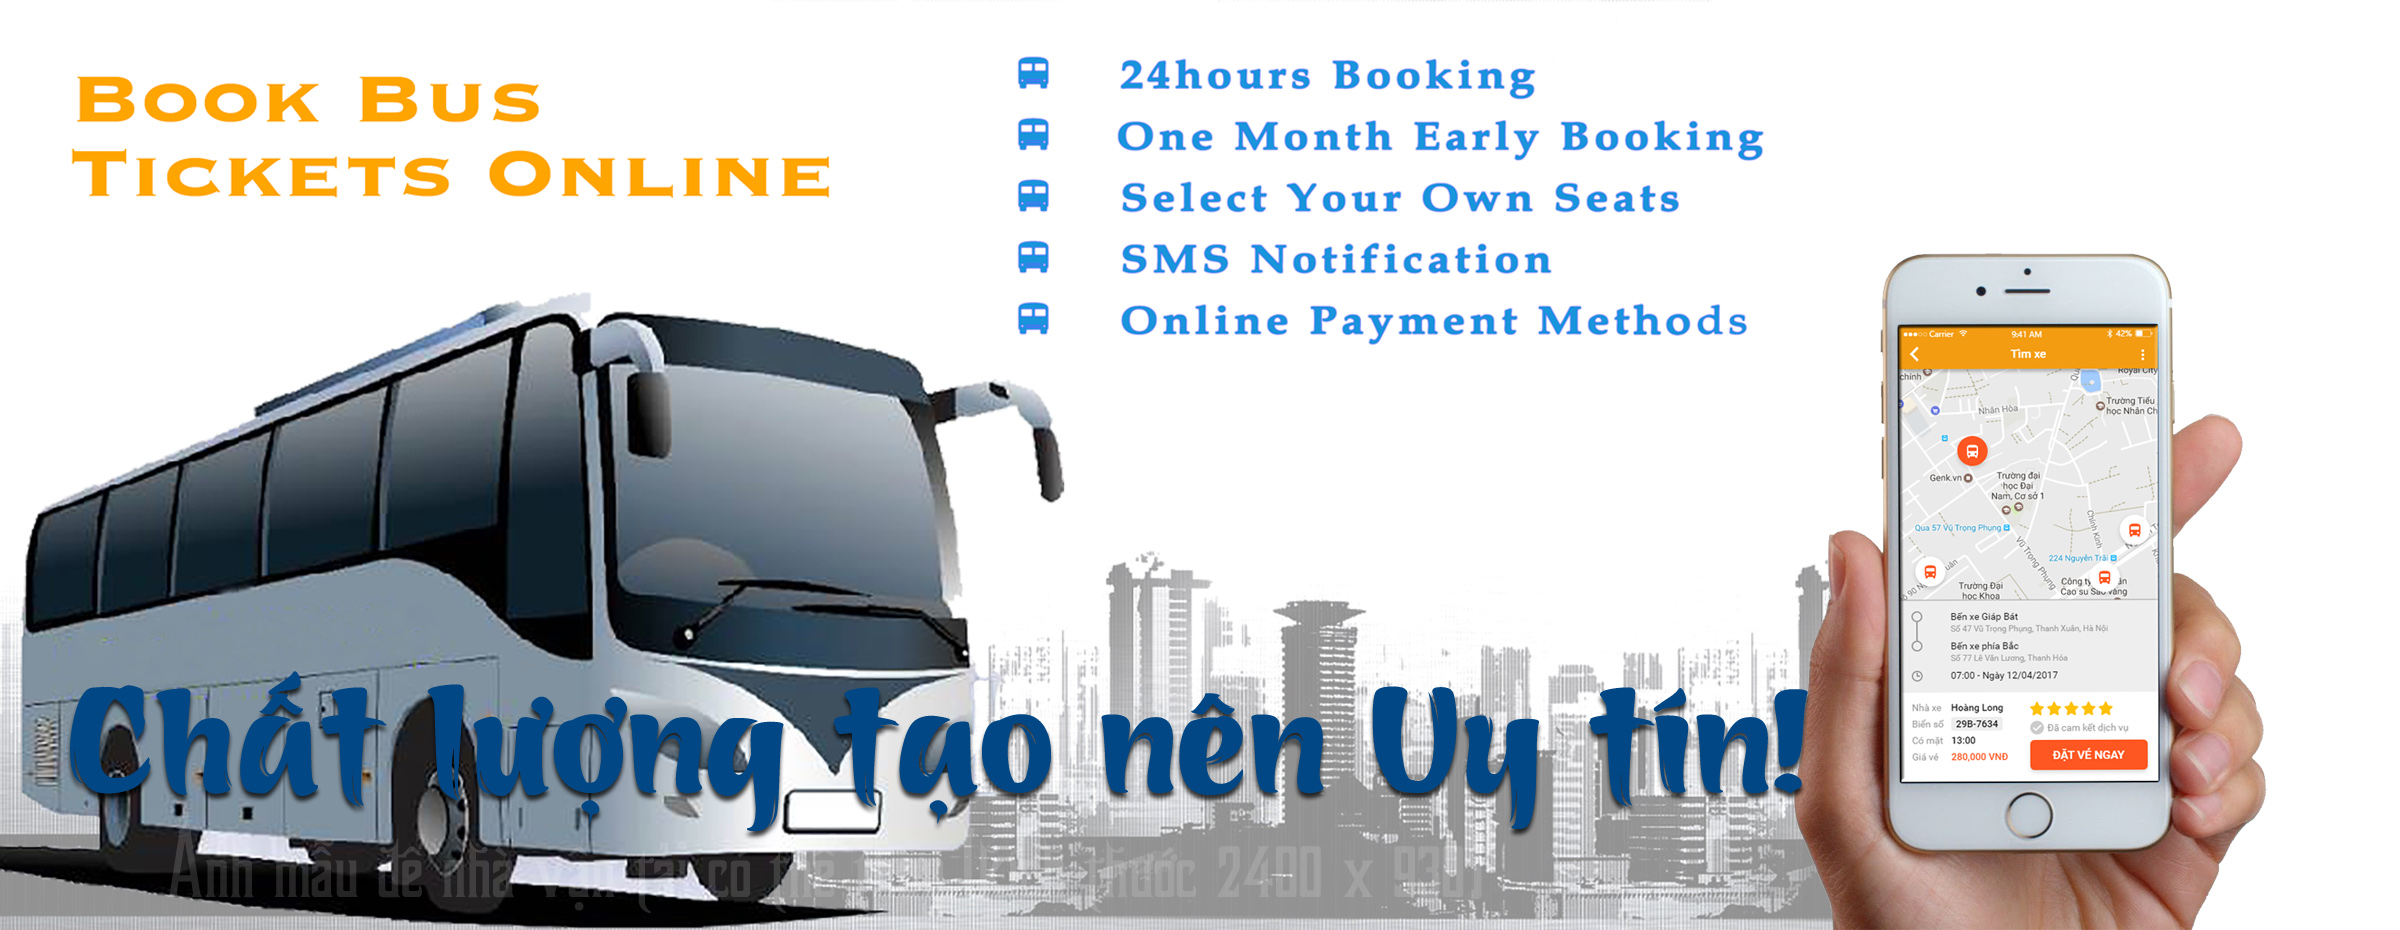 Book Bus
Tickets Online
24hours Booking
One Month Early Booking
Select Your Own Seats
SMS Notification
Online Payment Methods
Chất lượng tạo nên Uy tín!
Ảnh mẫu để nhà vận tải có thể thước 2400 x 930
Carrier 9:41 AM 42%
Tìm xe
chính
Royal City
Trường Tiểu
học Nhân Ch
Nhân Hòa
Genk.vn
Trường đại
học Đại
Nam, Cơ sở 1
Qua 57 Vũ Trọng Phụng
Chính Kinh
Vũ Trọng Phụng
224 Nguyễn Trãi
Trường Đại
học Khoa
Công ty
Cao su Sao vàng
Bến xe Giáp Bát
Số 47 Vũ Trọng Phụng, Thanh Xuân, Hà Nội
Bến xe phía Bắc
Số 77 Lê Văn Lương, Thanh Hóa
07:00 - Ngày 12/04/2017
Nhà xe Hoàng Long
Biển số 29B-7634
Đã cam kết dịch vụ
Có mặt 13:00
Giá vé 280,000 VNĐ
ĐẶT VÉ NGAY